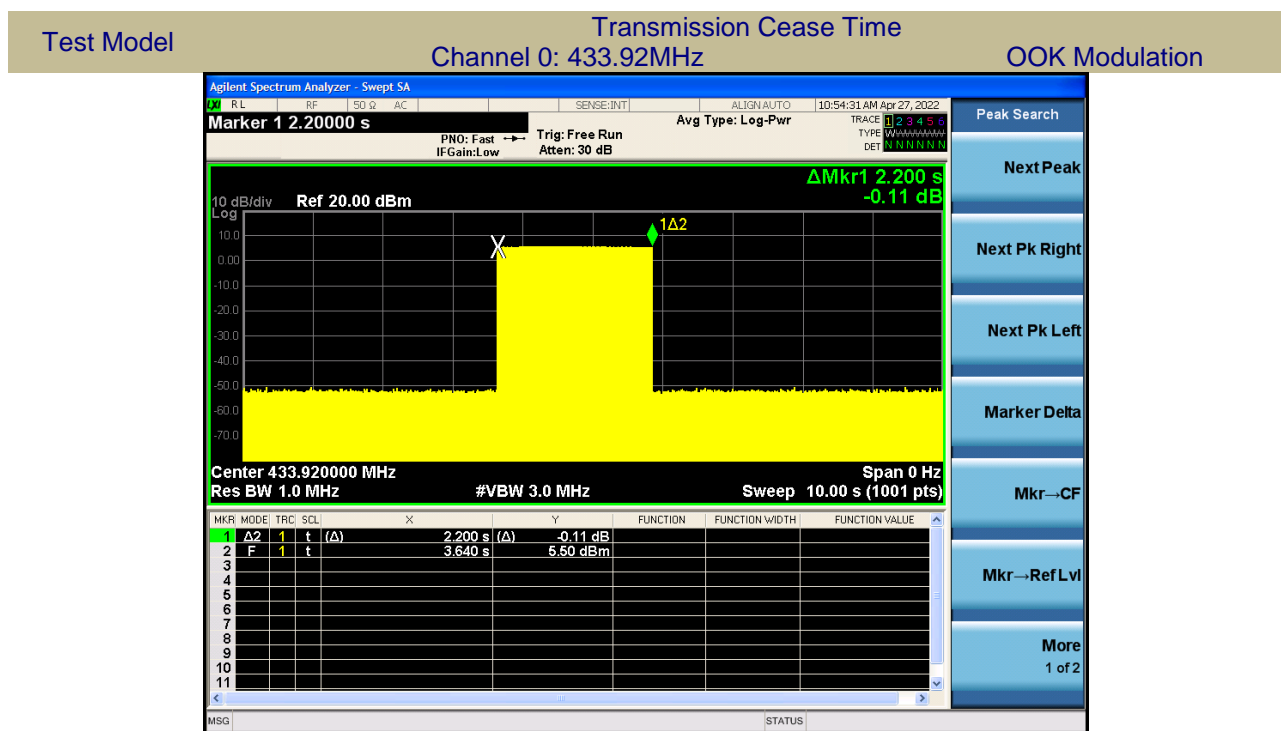 Test Model
Transmission Cease Time
Channel 0: 433.92MHz
OOK Modulation
Agilent Spectrum Analyzer - Swept SA
LXI RL RF 50 Ω AC SENSE:INT ALIGN AUTO 10:54:31 AM Apr 27, 2022
Marker 1 2.20000 s
PNO: Fast
IFGain:Low
Trig: Free Run
Atten: 30 dB
Avg Type: Log-Pwr
TRACE 1 2 3 4 5 6
TYPE
DET N N N N N N
ΔMkr1 2.200 s
-0.11 dB
10 dB/div Ref 20.00 dBm
Log
1Δ2
10.0
0.00
-10.0
-20.0
-30.0
-40.0
-50.0
-60.0
-70.0
Center 433.920000 MHz Span 0 Hz
Res BW 1.0 MHz #VBW 3.0 MHz Sweep 10.00 s (1001 pts)
MKR MODE TRC SCL X Y FUNCTION FUNCTION WIDTH FUNCTION VALUE
1 Δ2 1 t (Δ) 2.200 s (Δ) -0.11 dB
2 F 1 t 3.640 s 5.50 dBm
3
4
5
6
7
8
9
10
11
MSG STATUS
Peak Search
Next Peak
Next Pk Right
Next Pk Left
Marker Delta
Mkr→CF
Mkr→Ref Lvl
More
1 of 2